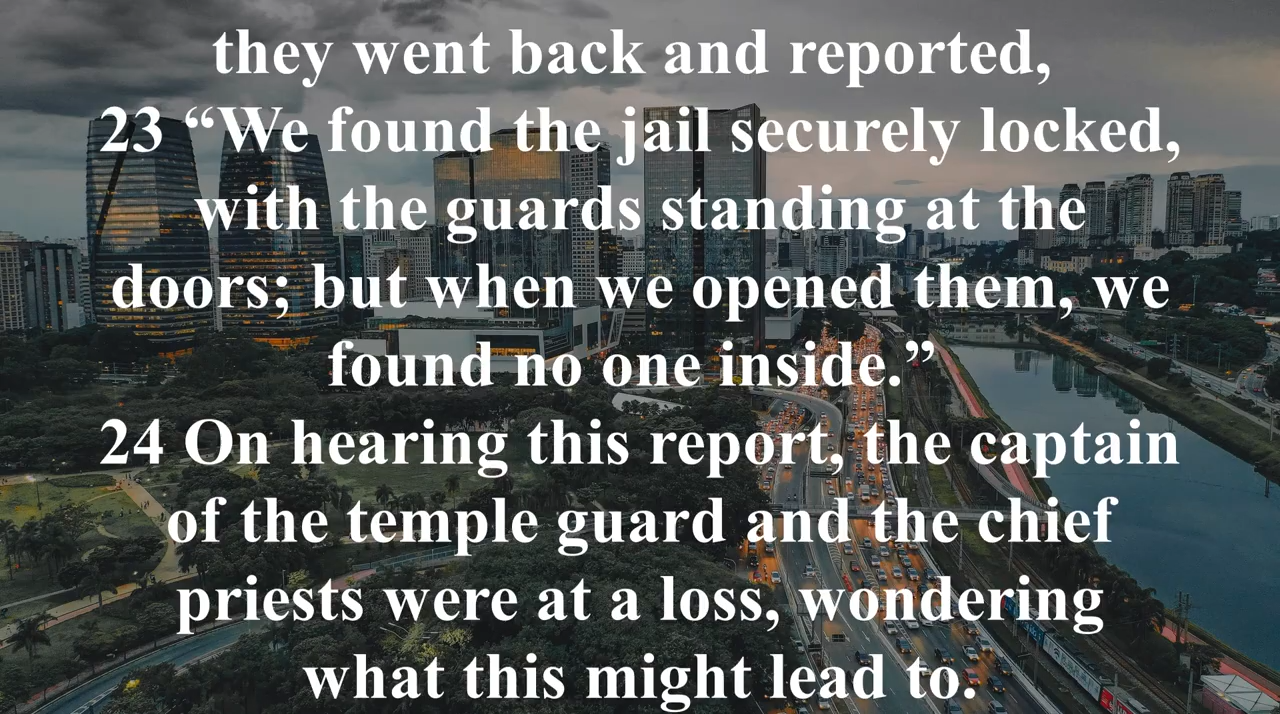 they went back and reported,
23 “We found the jail securely locked,
with the guards standing at the
doors; but when we opened them, we
found no one inside.”
24 On hearing this report, the captain
of the temple guard and the chief
priests were at a loss, wondering
what this might lead to.